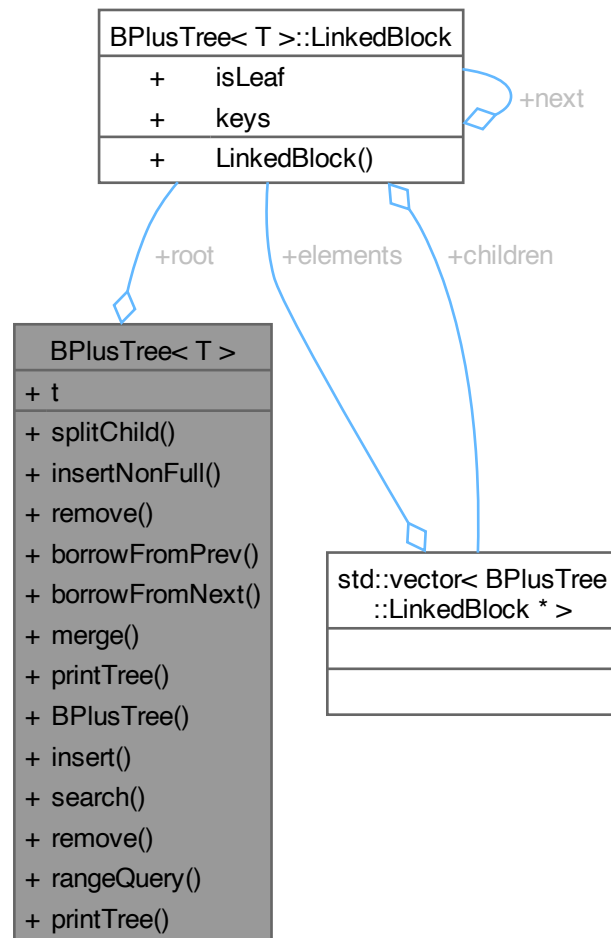 BPlusTree< T >::LinkedBlock
+ isLeaf
+ keys
+ LinkedBlock()
+next
+root
+elements
+children
BPlusTree< T >
+ t
+ splitChild()
+ insertNonFull()
+ remove()
+ borrowFromPrev()
+ borrowFromNext()
+ merge()
+ printTree()
+ BPlusTree()
+ insert()
+ search()
+ remove()
+ rangeQuery()
+ printTree()
std::vector< BPlusTree
::LinkedBlock * >